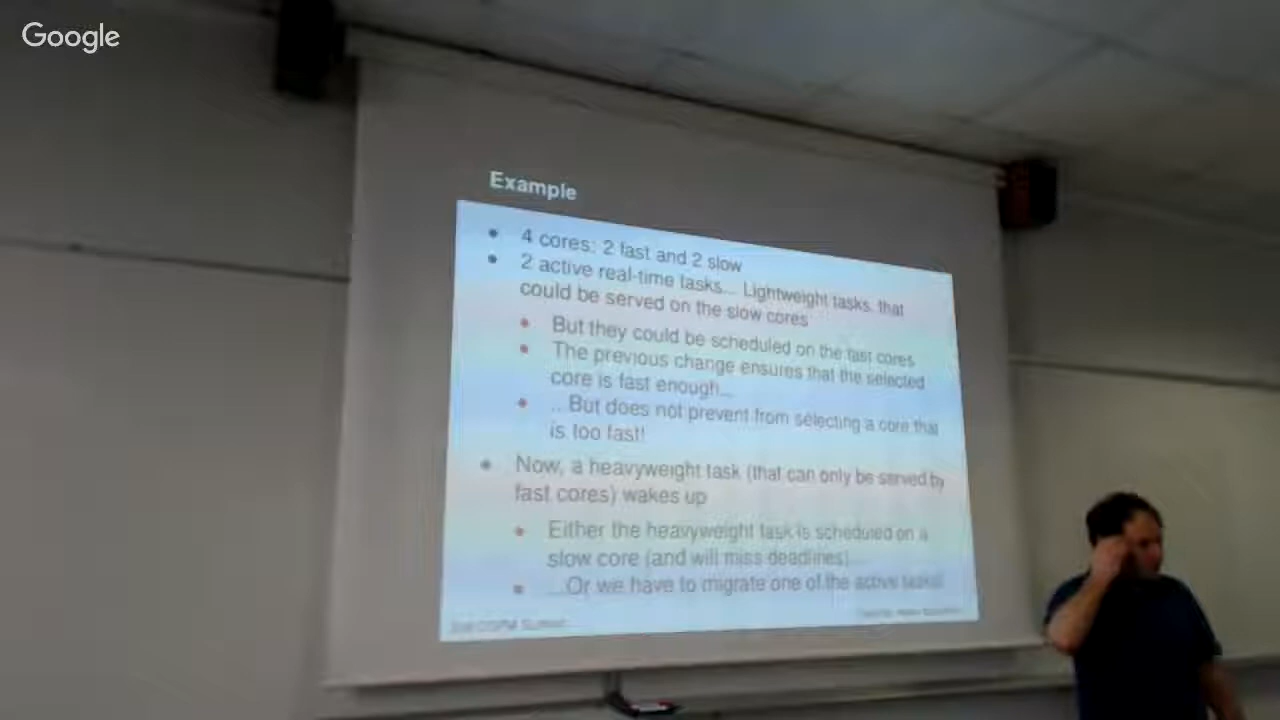 Google
Example
4 cores: 2 fast and 2 slow
2 active real-time tasks... Lightweight tasks, that
could be served on the slow cores
But they could be scheduled on the fast cores
The previous change ensures that the selected
core is fast enough...
... But does not prevent from selecting a core that
is too fast!
Now, a heavyweight task (that can only be served by
fast cores) wakes up
Either the heavyweight task is scheduled on a
slow core (and will miss deadlines)...
...Or we have to migrate one of the active tasks!
Summit